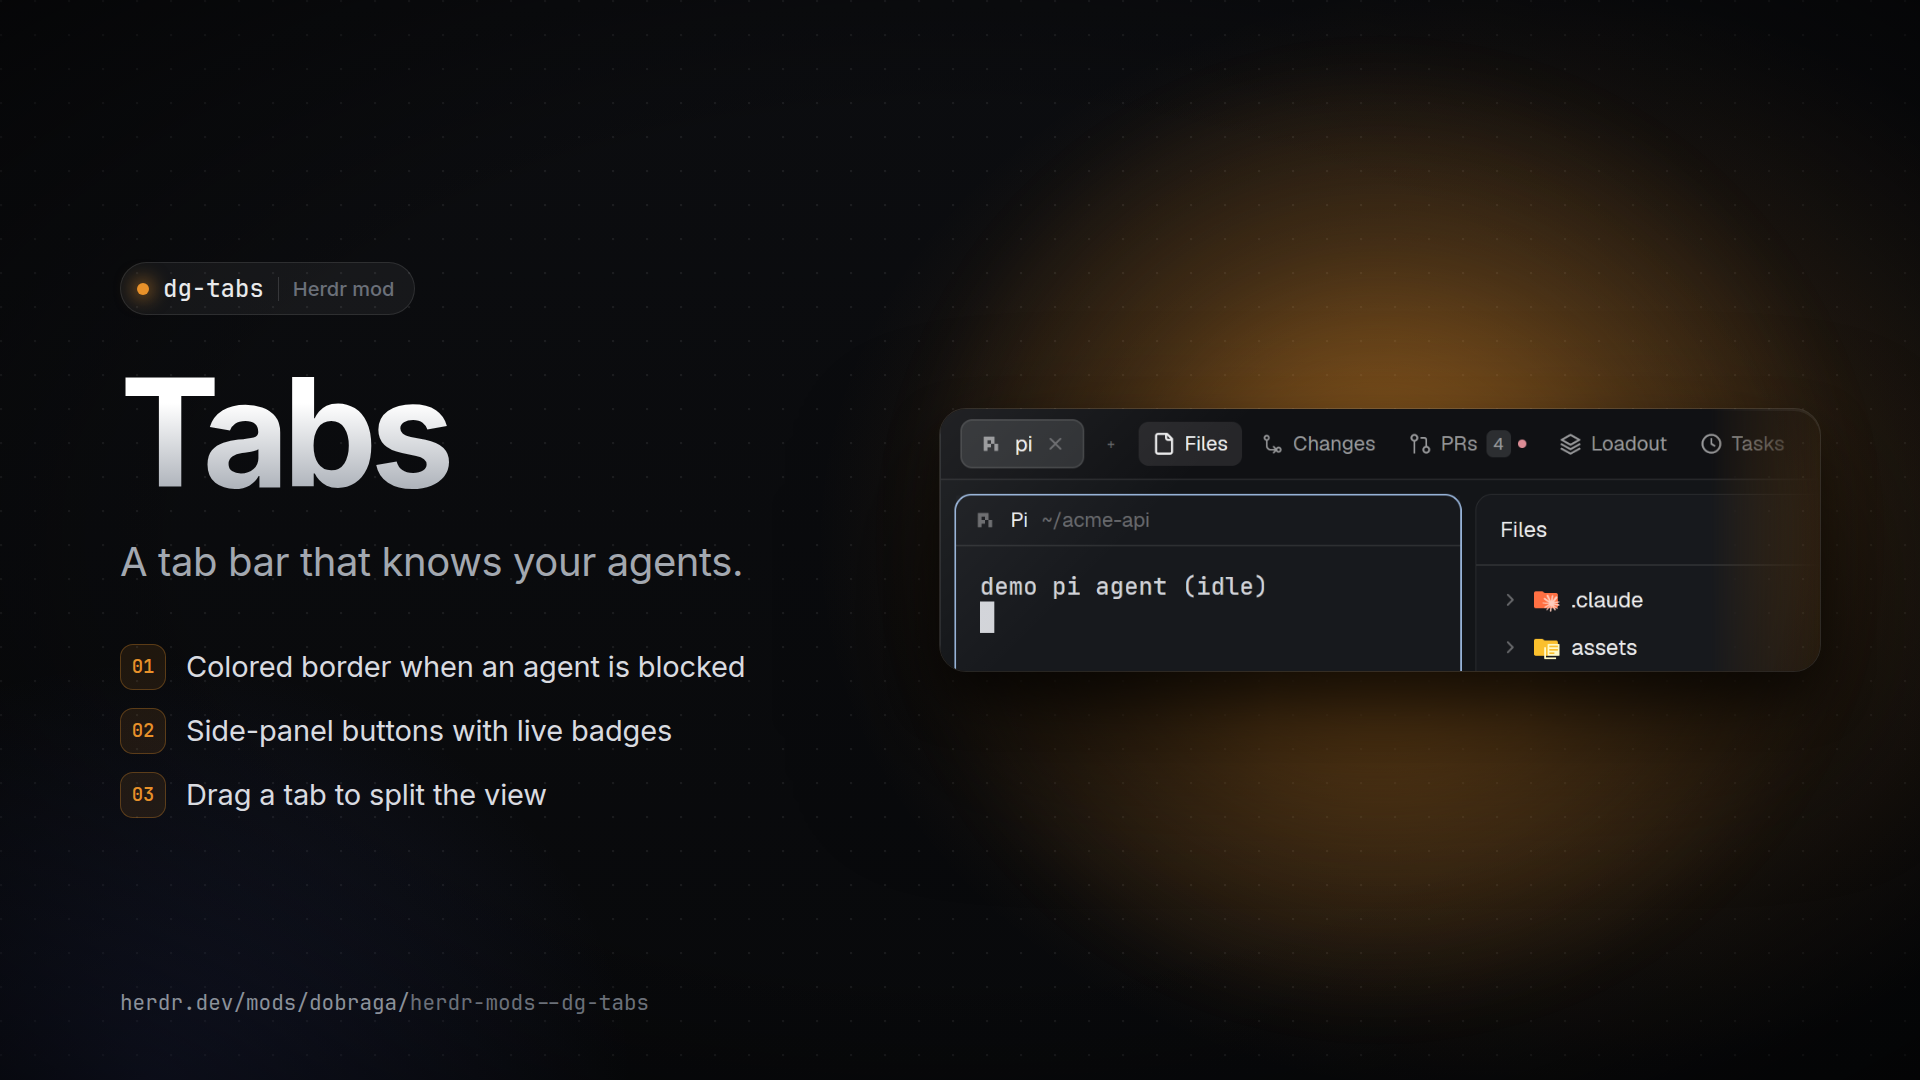 dg-tabs | Herdr mod
Tabs
A tab bar that knows your agents.
01 Colored border when an agent is blocked
02 Side-panel buttons with live badges
03 Drag a tab to split the view
herdr.dev/mods/dobraga/herdr-mods--dg-tabs
pi × + Files Changes PRs 4 Loadout Tasks
Pi ~/acme-api
demo pi agent (idle)
Files
.claude
assets